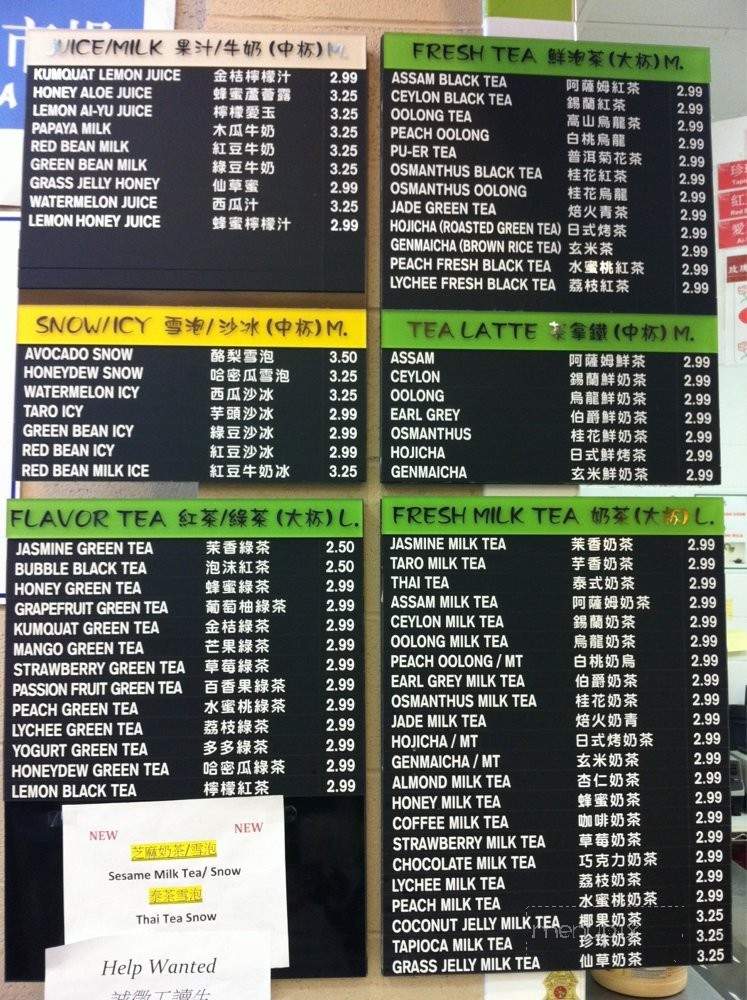 JUICE/MILK 果汁/牛奶 (中杯) M.
KUMQUAT LEMON JUICE 金桔檸檬汁 2.99
HONEY ALOE JUICE 蜂蜜蘆薈露 3.25
LEMON AI-YU JUICE 檸檬愛玉 3.25
PAPAYA MILK 木瓜牛奶 3.25
RED BEAN MILK 紅豆牛奶 3.25
GREEN BEAN MILK 綠豆牛奶 3.25
GRASS JELLY HONEY 仙草蜜 2.99
WATERMELON JUICE 西瓜汁 3.25
LEMON HONEY JUICE 蜂蜜檸檬汁 2.99
SNOW/ICY 雪泡/沙冰 (中杯) M.
AVOCADO SNOW 酪梨雪泡 3.50
HONEYDEW SNOW 哈密瓜雪泡 3.25
WATERMELON ICY 西瓜沙冰 3.25
TARO ICY 芋頭沙冰 2.99
GREEN BEAN ICY 綠豆沙冰 2.99
RED BEAN ICY 紅豆沙冰 2.99
RED BEAN MILK ICE 紅豆牛奶冰 3.25
FLAVOR TEA 紅茶/綠茶 (大杯) L.
JASMINE GREEN TEA 茉香綠茶 2.50
BUBBLE BLACK TEA 泡沫紅茶 2.50
HONEY GREEN TEA 蜂蜜綠茶 2.99
GRAPEFRUIT GREEN TEA 葡萄柚綠茶 2.99
KUMQUAT GREEN TEA 金桔綠茶 2.99
MANGO GREEN TEA 芒果綠茶 2.99
STRAWBERRY GREEN TEA 草莓綠茶 2.99
PASSION FRUIT GREEN TEA 百香果綠茶 2.99
PEACH GREEN TEA 水蜜桃綠茶 2.99
LYCHEE GREEN TEA 荔枝綠茶 2.99
YOGURT GREEN TEA 多多綠茶 2.99
HONEYDEW GREEN TEA 哈密瓜綠茶 2.99
LEMON BLACK TEA 檸檬紅茶 2.99
NEW NEW
芝麻奶茶/雪泡
Sesame Milk Tea/ Snow
泰茶雪泡
Thai Tea Snow
Help Wanted
誠徵工讀生
FRESH TEA 鮮泡茶 (大杯) M.
ASSAM BLACK TEA 阿薩姆紅茶 2.99
CEYLON BLACK TEA 錫蘭紅茶 2.99
OOLONG TEA 高山烏龍茶 2.99
PEACH OOLONG 白桃烏龍 2.99
PU-ER TEA 普洱菊花茶 2.99
OSMANTHUS BLACK TEA 桂花紅茶 2.99
OSMANTHUS OOLONG 桂花烏龍 2.99
JADE GREEN TEA 焙火青茶 2.99
HOJICHA (ROASTED GREEN TEA) 日式烤茶 2.99
GENMAICHA (BROWN RICE TEA) 玄米茶 2.99
PEACH FRESH BLACK TEA 水蜜桃紅茶 2.99
LYCHEE FRESH BLACK TEA 荔枝紅茶 2.99
TEA LATTE 茶拿鐵 (中杯) M.
ASSAM 阿薩姆鮮茶 2.99
CEYLON 錫蘭鮮奶茶 2.99
OOLONG 烏龍鮮奶茶 2.99
EARL GREY 伯爵鮮奶茶 2.99
OSMANTHUS 桂花鮮奶茶 2.99
HOJICHA 日式鮮烤茶 2.99
GENMAICHA 玄米鮮奶茶 2.99
FRESH MILK TEA 奶茶 (大杯) L.
JASMINE MILK TEA 茉香奶茶 2.99
TARO MILK TEA 芋香奶茶 2.99
THAI TEA 泰式奶茶 2.99
ASSAM MILK TEA 阿薩姆奶茶 2.99
CEYLON MILK TEA 錫蘭奶茶 2.99
OOLONG MILK TEA 烏龍奶茶 2.99
PEACH OOLONG / MT 白桃奶烏 2.99
EARL GREY MILK TEA 伯爵奶茶 2.99
OSMANTHUS MILK TEA 桂花奶茶 2.99
JADE MILK TEA 焙火奶青 2.99
HOJICHA / MT 日式烤奶茶 2.99
GENMAICHA / MT 玄米奶茶 2.99
ALMOND MILK TEA 杏仁奶茶 2.99
HONEY MILK TEA 蜂蜜奶茶 2.99
COFFEE MILK TEA 咖啡奶茶 2.99
STRAWBERRY MILK TEA 草莓奶茶 2.99
CHOCOLATE MILK TEA 巧克力奶茶 2.99
LYCHEE MILK TEA 荔枝奶茶 2.99
PEACH MILK TEA 水蜜桃奶茶 2.99
COCONUT JELLY MILK TEA 椰果奶茶 3.25
TAPIOCA MILK TEA 珍珠奶茶 3.25
GRASS JELLY MILK TEA 仙草奶茶 3.25